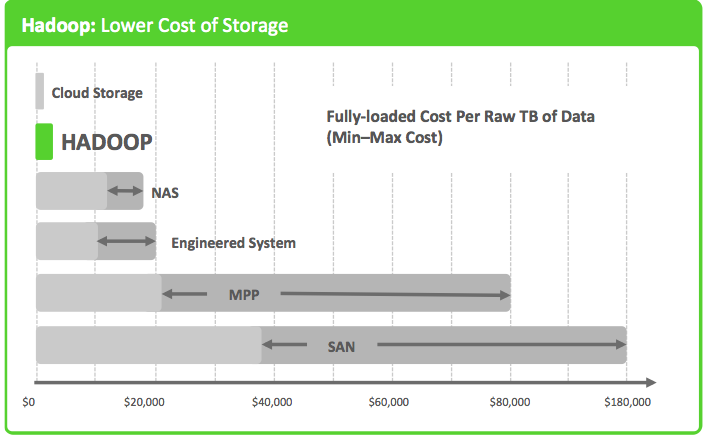 Hadoop: Lower Cost of Storage
Cloud Storage
Fully-loaded Cost Per Raw TB of Data
(Min–Max Cost)
HADOOP
NAS
Engineered System
MPP
SAN
$0 $20,000 $40,000 $60,000 $80,000 $180,000